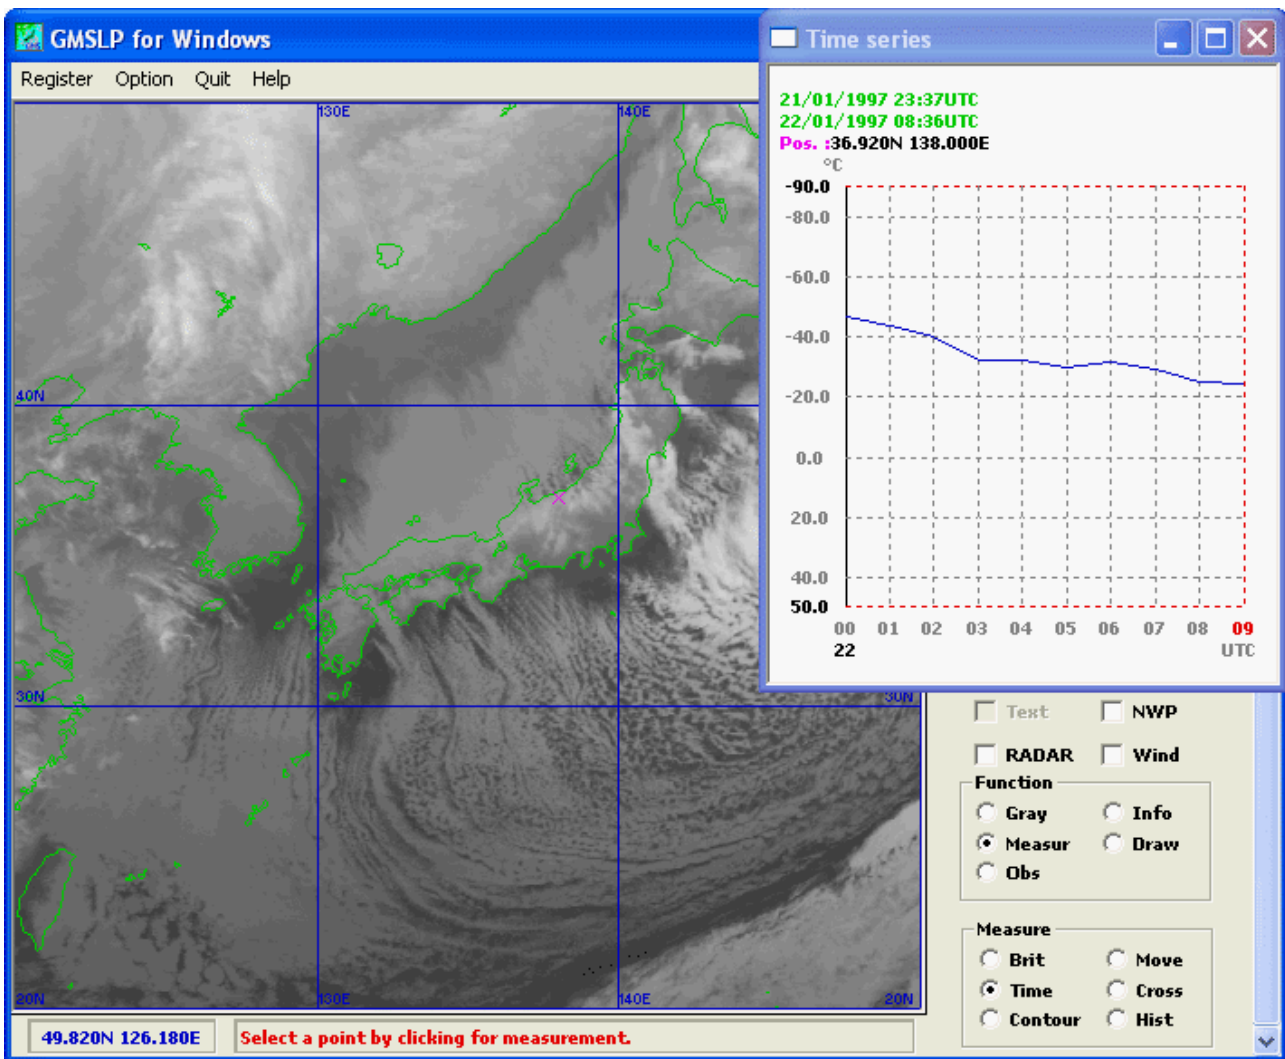 GMSLP for Windows
Register Option Quit Help
130E 140E
40N
30N 30N
20N 130E 140E 20N
49.820N 126.180E Select a point by clicking for measurement.
Time series
21/01/1997 23:37UTC
22/01/1997 08:36UTC
Pos. :36.920N 138.000E
°C
-90.0
-80.0
-60.0
-40.0
-20.0
0.0
20.0
40.0
50.0
00 01 02 03 04 05 06 07 08 09
22 UTC
Text NWP
RADAR Wind
Function
Gray Info
Measur Draw
Obs
Measure
Brit Move
Time Cross
Contour Hist